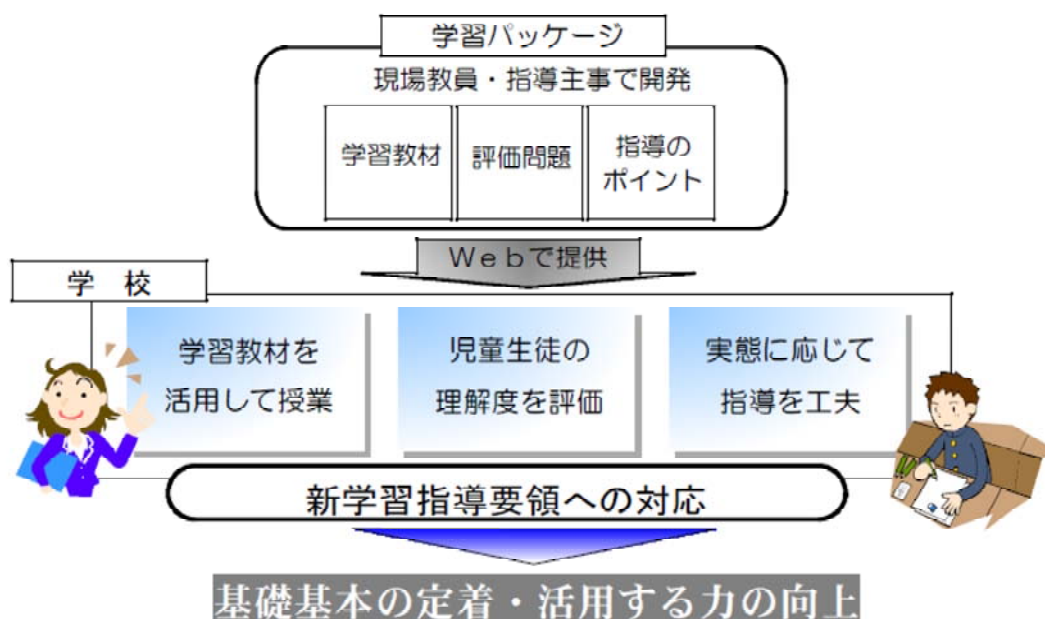 学習パッケージ
現場教員・指導主事で開発
学習教材
評価問題
指導の
ポイント
Ｗｅｂで提供
学　校
学習教材を
活用して授業
児童生徒の
理解度を評価
実態に応じて
指導を工夫
新学習指導要領への対応
基礎基本の定着・活用する力の向上